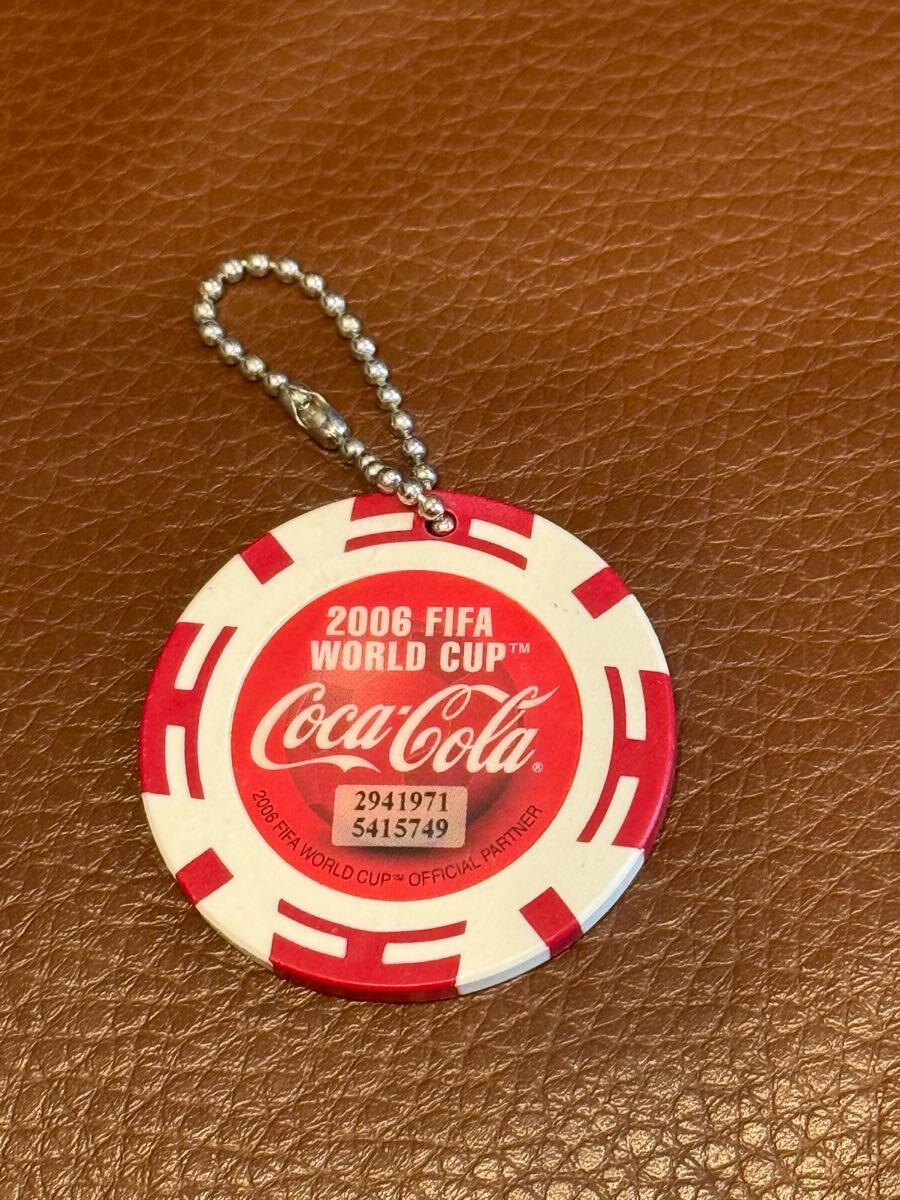 2006 FIFA
WORLD CUP™
Coca-Cola®
2941971
5415749
2006 FIFA WORLD CUP™ OFFICIAL PARTNER